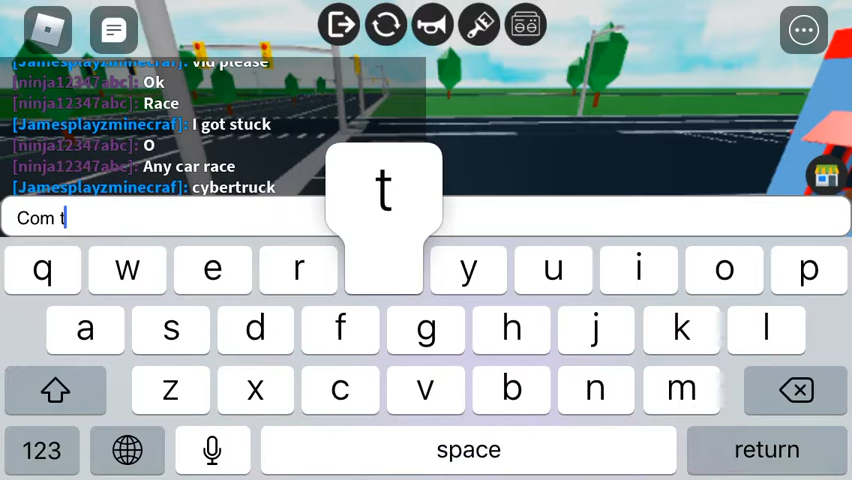 [Jamesplayzminecraf]: vid please
[ninja12347abc]: Ok
[ninja12347abc]: Race
[Jamesplayzminecraf]: I got stuck
[ninja12347abc]: O
[ninja12347abc]: Any car race
[Jamesplayzminecraf]: cybertruck
Com t
t
q w e r y u i o p
a s d f g h j k l
z x c v b n m
123 space return